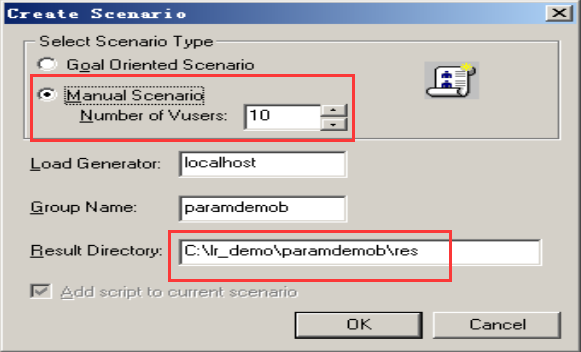 Create Scenario
Select Scenario Type
Goal Oriented Scenario
Manual Scenario
Number of Vusers: 10
Load Generator: localhost
Group Name: paramdemob
Result Directory: C:\lr_demo\paramdemob\res
Add script to current scenario
OK Cancel